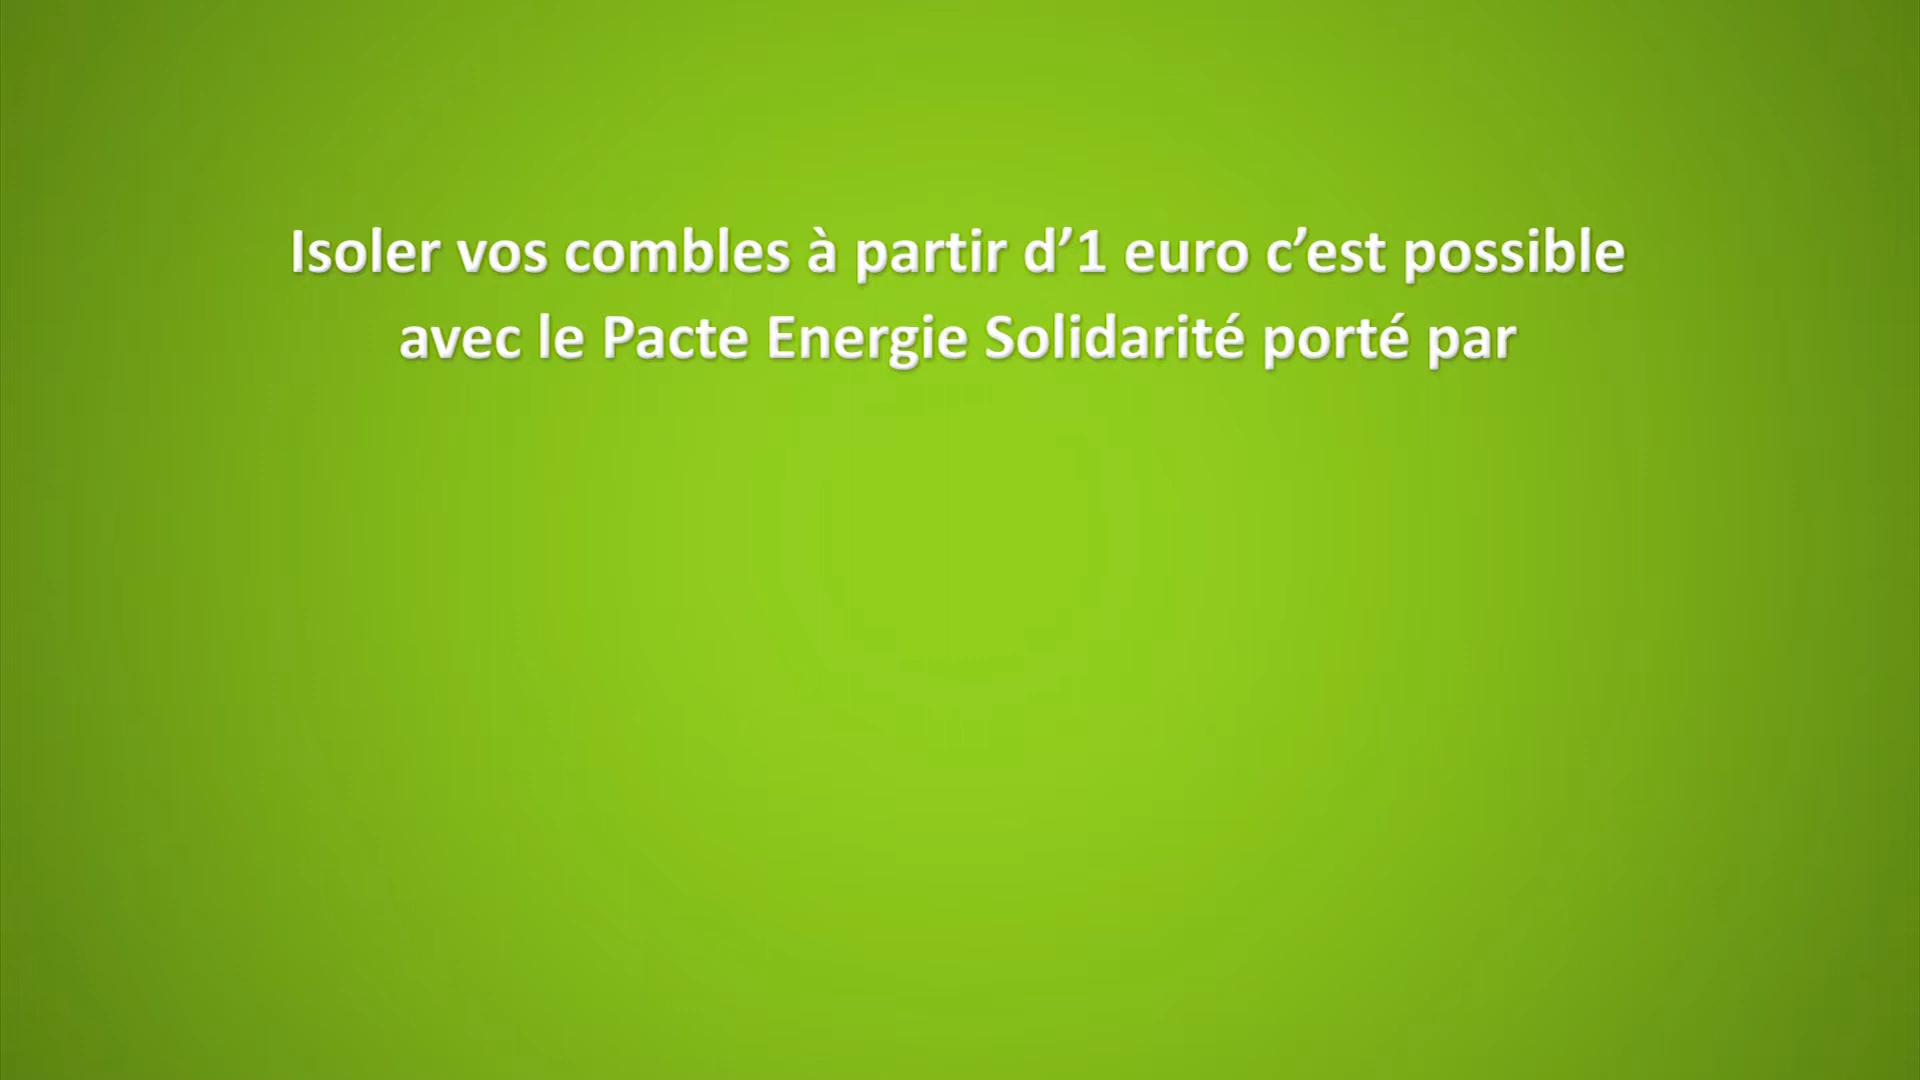 Isoler vos combles à partir d’1 euro c’est possible
avec le Pacte Energie Solidarité porté par